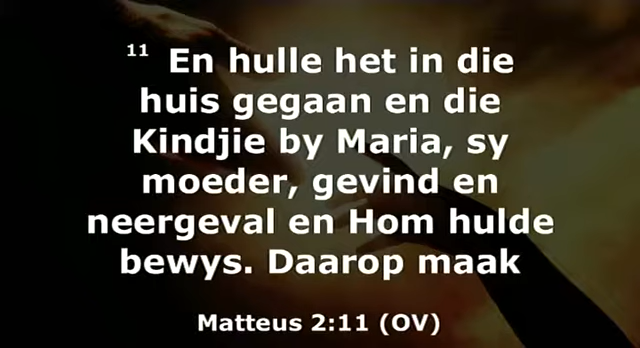 11 En hulle het in die
huis gegaan en die
Kindjie by Maria, sy
moeder, gevind en
neergeval en Hom hulde
bewys. Daarop maak
Matteus 2:11 (OV)